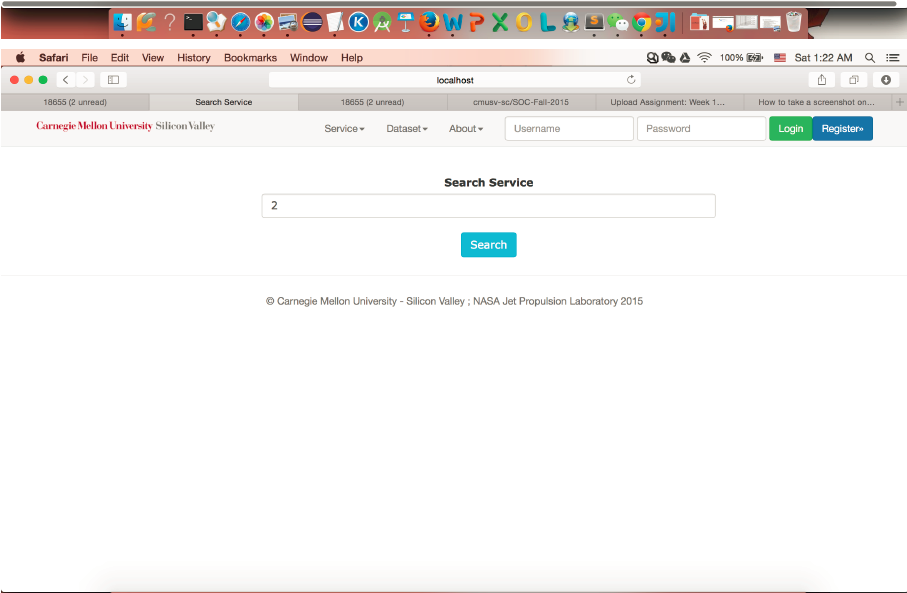 Safari File Edit View History Bookmarks Window Help 100% Sat 1:22 AM
localhost
18655 (2 unread) Search Service 18655 (2 unread) cmusv-sc/SOC-Fall-2015 Upload Assignment: Week 1... How to take a screenshot on...
Carnegie Mellon University Silicon Valley Service Dataset About Username Password Login Register»
Search Service
2
Search
© Carnegie Mellon University - Silicon Valley ; NASA Jet Propulsion Laboratory 2015